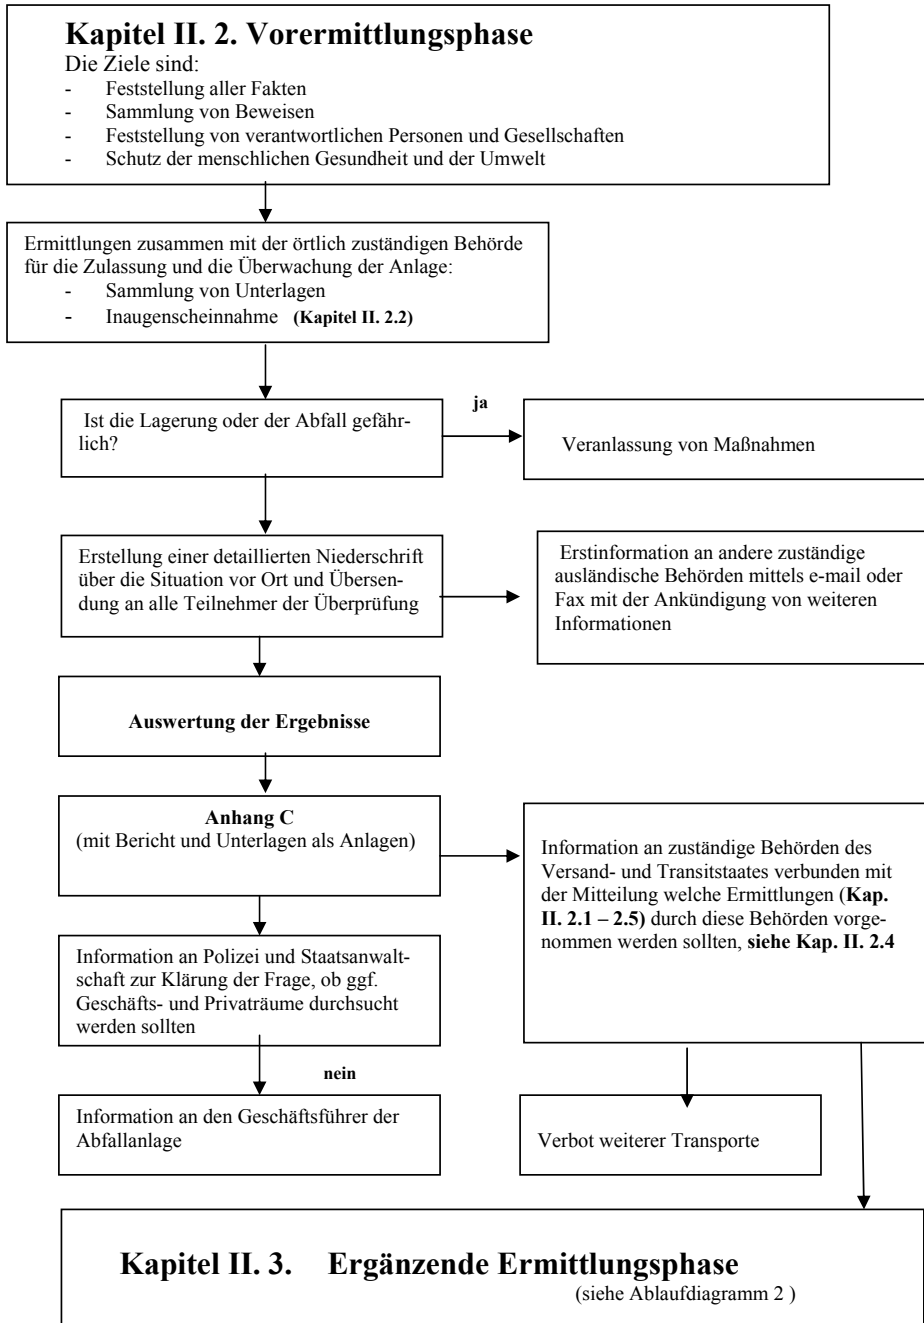 Kapitel II. 2. Vorermittlungsphase
Die Ziele sind:
- Feststellung aller Fakten
- Sammlung von Beweisen
- Feststellung von verantwortlichen Personen und Gesellschaften
- Schutz der menschlichen Gesundheit und der Umwelt
Ermittlungen zusammen mit der örtlich zuständigen Behörde
für die Zulassung und die Überwachung der Anlage:
- Sammlung von Unterlagen
- Inaugenscheinnahme (Kapitel II. 2.2)
Ist die Lagerung oder der Abfall gefähr-
lich?
ja
Veranlassung von Maßnahmen
Erstellung einer detaillierten Niederschrift
über die Situation vor Ort und Übersen-
dung an alle Teilnehmer der Überprüfung
Erstinformation an andere zuständige
ausländische Behörden mittels e-mail oder
Fax mit der Ankündigung von weiteren
Informationen
Auswertung der Ergebnisse
Anhang C
(mit Bericht und Unterlagen als Anlagen)
Information an zuständige Behörden des
Versand- und Transitstaates verbunden mit
der Mitteilung welche Ermittlungen (Kap.
II. 2.1 – 2.5) durch diese Behörden vorge-
nommen werden sollten, siehe Kap. II. 2.4
Information an Polizei und Staatsanwalt-
schaft zur Klärung der Frage, ob ggf.
Geschäfts- und Privaträume durchsucht
werden sollten
nein
Information an den Geschäftsführer der
Abfallanlage
Verbot weiterer Transporte
Kapitel II. 3. Ergänzende Ermittlungsphase
(siehe Ablaufdiagramm 2 )